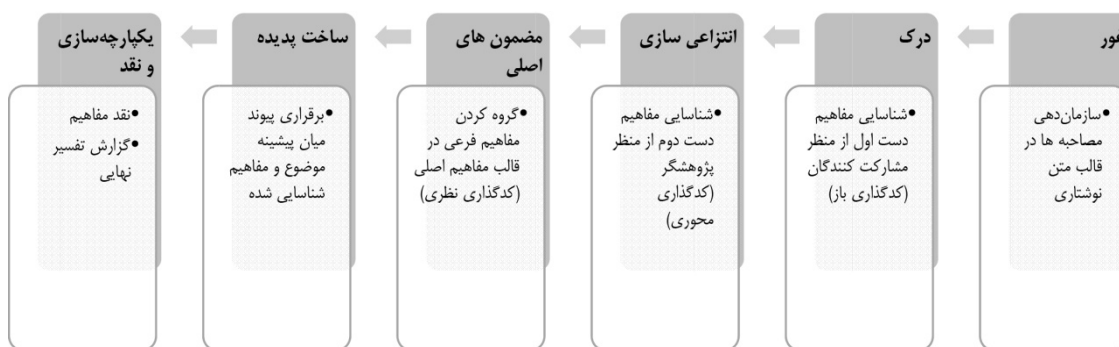 درک
انتزاعی سازی
مضمون های
اصلی
ساخت پدیده
یکپارچه‌سازی
و نقد
•سازمان‌دهی
مصاحبه ها در
قالب متن
نوشتاری
•شناسایی مفاهیم
دست اول از منظر
مشارکت کنندگان
(کدگذاری باز)
•شناسایی مفاهیم
دست دوم از منظر
پژوهشگر
(کدگذاری
محوری)
•گروه کردن
مفاهیم فرعی در
قالب مفاهیم اصلی
(کدگذاری نظری)
•برقراری پیوند
میان پیشینه
موضوع و مفاهیم
شناسایی شده
•نقد مفاهیم
•گزارش تفسیر
نهایی